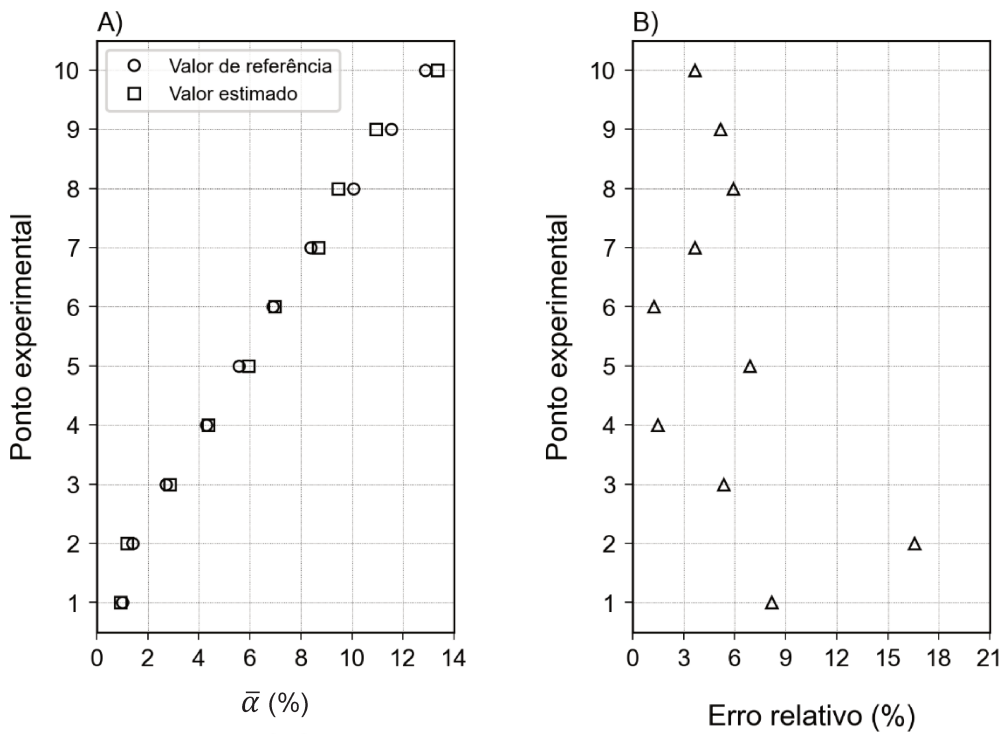 A)
Valor de referência
Valor estimado
Ponto experimental
10
9
8
7
6
5
4
3
2
1
0 2 4 6 8 10 12 14
ᾱ (%)
B)
Ponto experimental
10
9
8
7
6
5
4
3
2
1
0 3 6 9 12 15 18 21
Erro relativo (%)